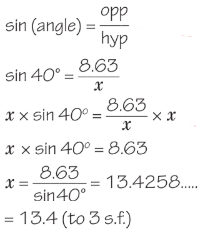 sin (angle) = opp/hyp
sin 40° = 8.63/x
x × sin 40° = 8.63/x × x
x × sin 40° = 8.63
x = 8.63/sin40° = 13.4258.....
= 13.4 (to 3 s.f.)